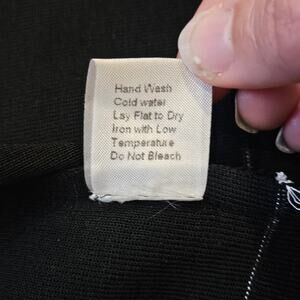 Hand Wash
Cold water
Lay Flat to Dry
Iron with Low
Temperature
Do Not Bleach